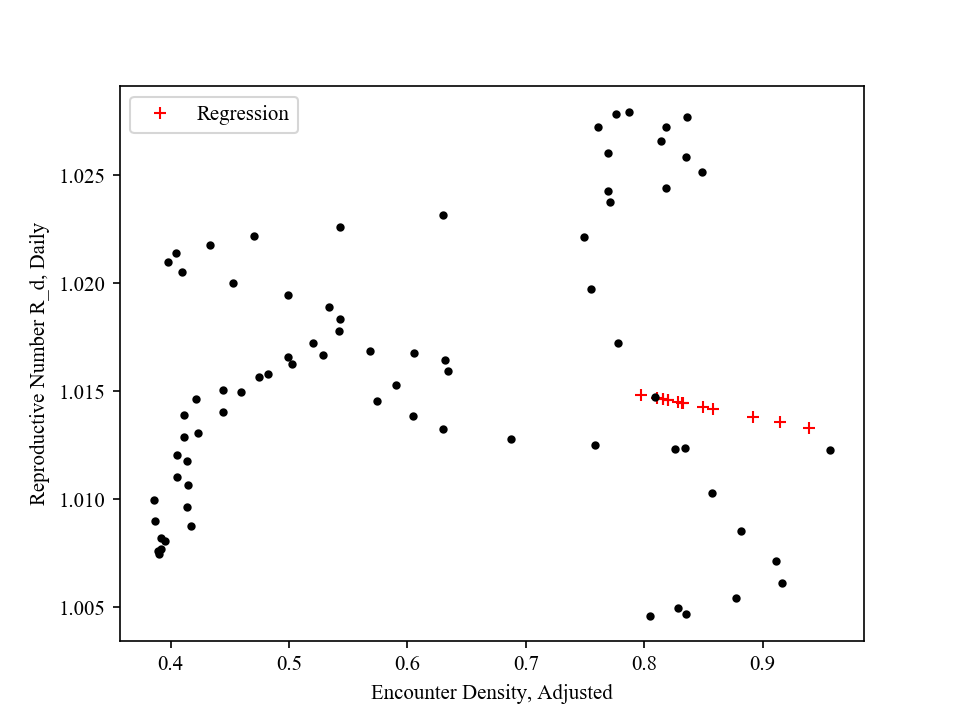 Regression
1.025
1.020
1.015
1.010
1.005
Reproductive Number R_d, Daily
0.4 0.5 0.6 0.7 0.8 0.9
Encounter Density, Adjusted